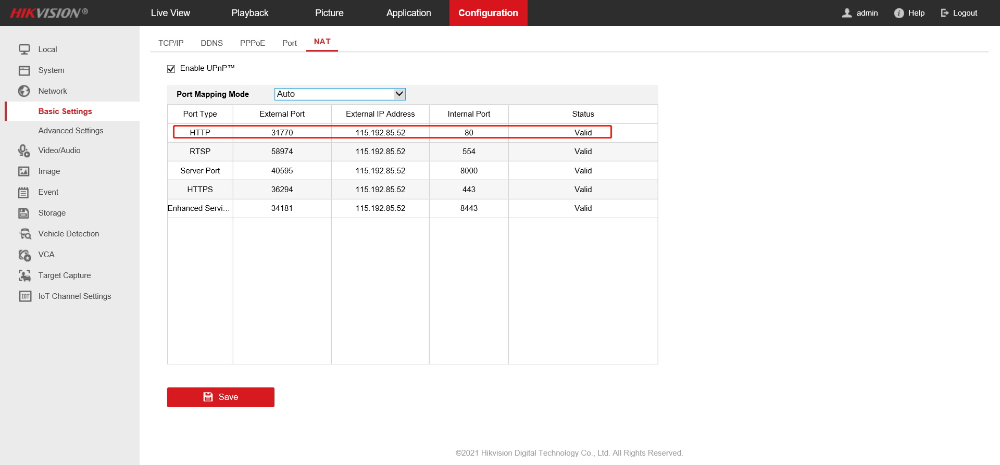 HIKVISION® Live View Playback Picture Application Configuration admin Help Logout
TCP/IP DDNS PPPoE Port NAT
Local
System
Network
Basic Settings
Advanced Settings
Video/Audio
Image
Event
Storage
Vehicle Detection
VCA
Target Capture
IOT IoT Channel Settings
Enable UPnP™
Port Mapping Mode Auto
Port Type External Port External IP Address Internal Port Status
HTTP 31770 115.192.85.52 80 Valid
RTSP 58974 115.192.85.52 554 Valid
Server Port 40595 115.192.85.52 8000 Valid
HTTPS 36294 115.192.85.52 443 Valid
Enhanced Servi... 34181 115.192.85.52 8443 Valid
Save
©2021 Hikvision Digital Technology Co., Ltd. All Rights Reserved.